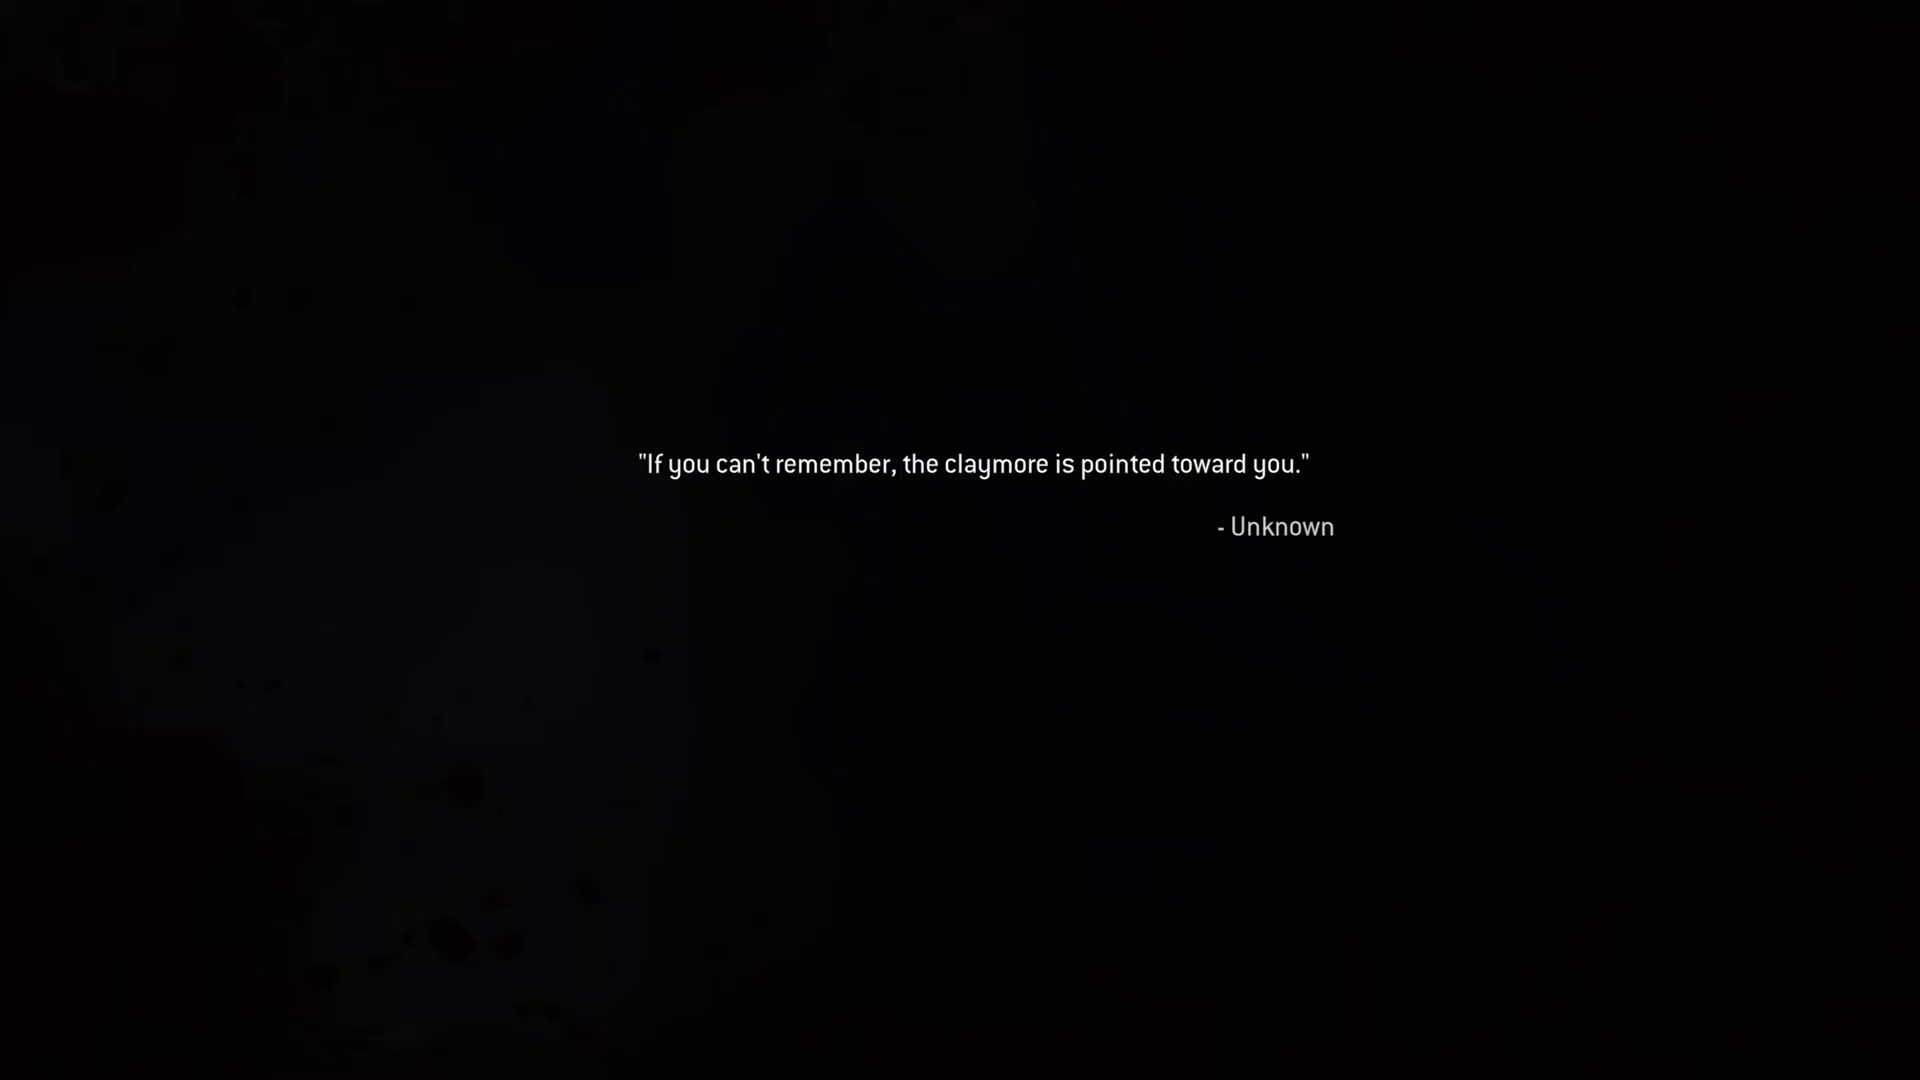 "If you can't remember, the claymore is pointed toward you."
- Unknown